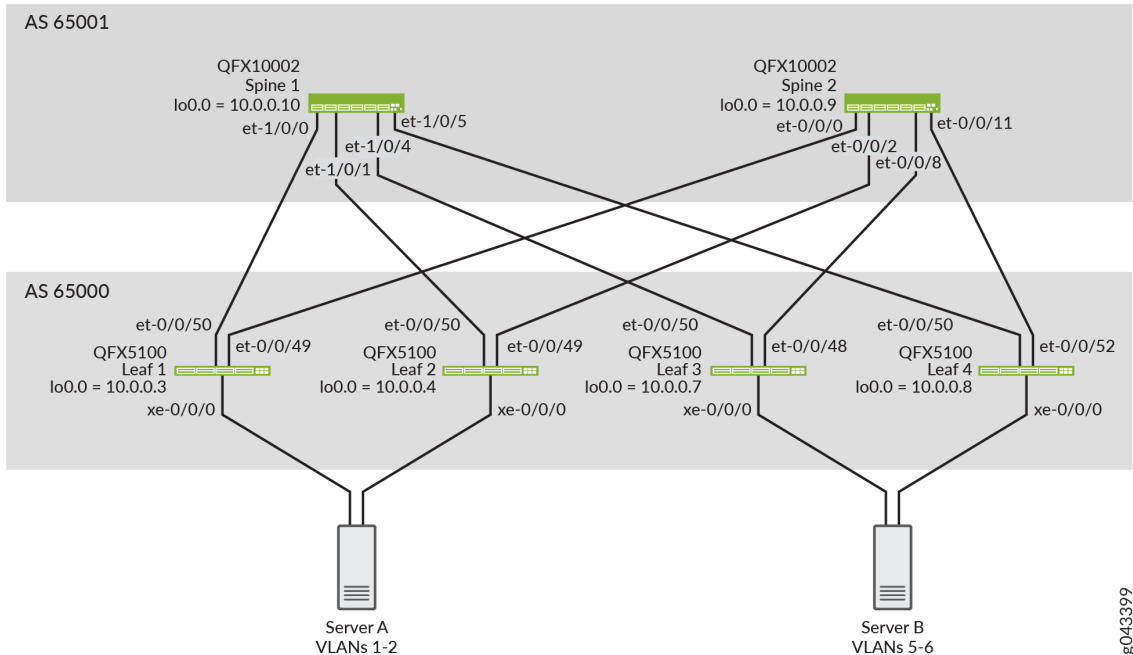 AS 65001
QFX10002
Spine 1
lo0.0 = 10.0.0.10
et-1/0/0
et-1/0/1
et-1/0/4
et-1/0/5
QFX10002
Spine 2
lo0.0 = 10.0.0.9
et-0/0/0
et-0/0/2
et-0/0/8
et-0/0/11
AS 65000
et-0/0/50
et-0/0/49
QFX5100
Leaf 1
lo0.0 = 10.0.0.3
xe-0/0/0
et-0/0/50
et-0/0/49
QFX5100
Leaf 2
lo0.0 = 10.0.0.4
xe-0/0/0
et-0/0/50
et-0/0/48
QFX5100
Leaf 3
lo0.0 = 10.0.0.7
xe-0/0/0
et-0/0/50
et-0/0/52
QFX5100
Leaf 4
lo0.0 = 10.0.0.8
xe-0/0/0
Server A
VLANs 1-2
Server B
VLANs 5-6
g043399